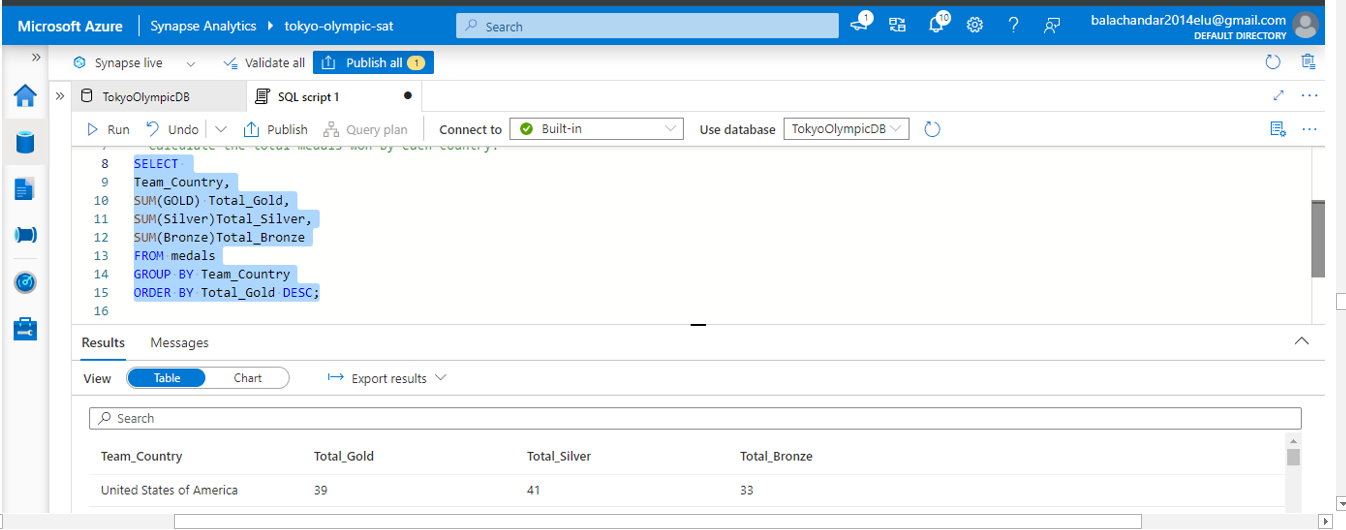 Microsoft Azure Synapse Analytics tokyo-olympic-sat Search 1 10 ? balachandar2014elu@gmail.com
DEFAULT DIRECTORY
» Synapse live Validate all Publish all 1
» TokyoOlympicDB SQL script 1
Run Undo Publish Query plan Connect to Built-in Use database TokyoOlympicDB
8 SELECT
9 Team_Country,
10 SUM(GOLD) Total_Gold,
11 SUM(Silver)Total_Silver,
12 SUM(Bronze)Total_Bronze
13 FROM medals
14 GROUP BY Team_Country
15 ORDER BY Total_Gold DESC;
16
Results Messages
View Table Chart Export results
Search
Team_Country Total_Gold Total_Silver Total_Bronze
United States of America 39 41 33